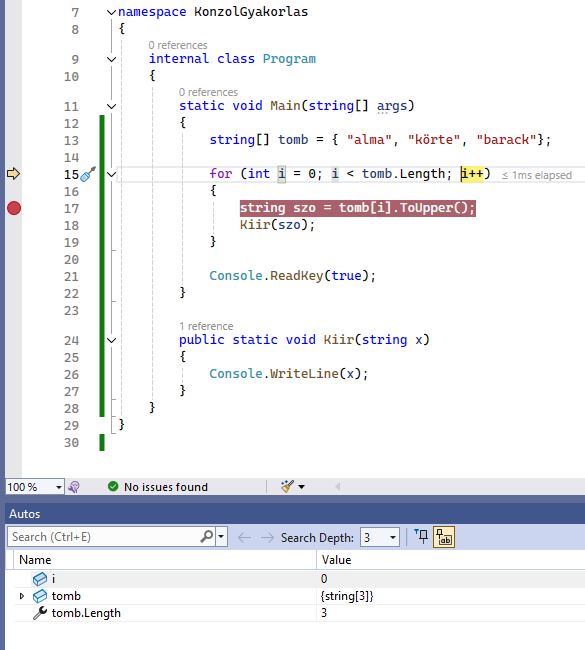 7 namespace KonzolGyakorlas
8 {
0 references
9 internal class Program
10 {
0 references
11 static void Main(string[] args)
12 {
13 string[] tomb = { "alma", "körte", "barack"};
14
15 for (int i = 0; i < tomb.Length; i++) ≤ 1ms elapsed
16 {
17 string szo = tomb[i].ToUpper();
18 Kiir(szo);
19 }
20
21 Console.ReadKey(true);
22 }
23
1 reference
24 public static void Kiir(string x)
25 {
26 Console.WriteLine(x);
27 }
28 }
29 }
30
100 % No issues found
Autos
Search (Ctrl+E) Search Depth: 3
Name Value
i 0
tomb {string[3]}
tomb.Length 3